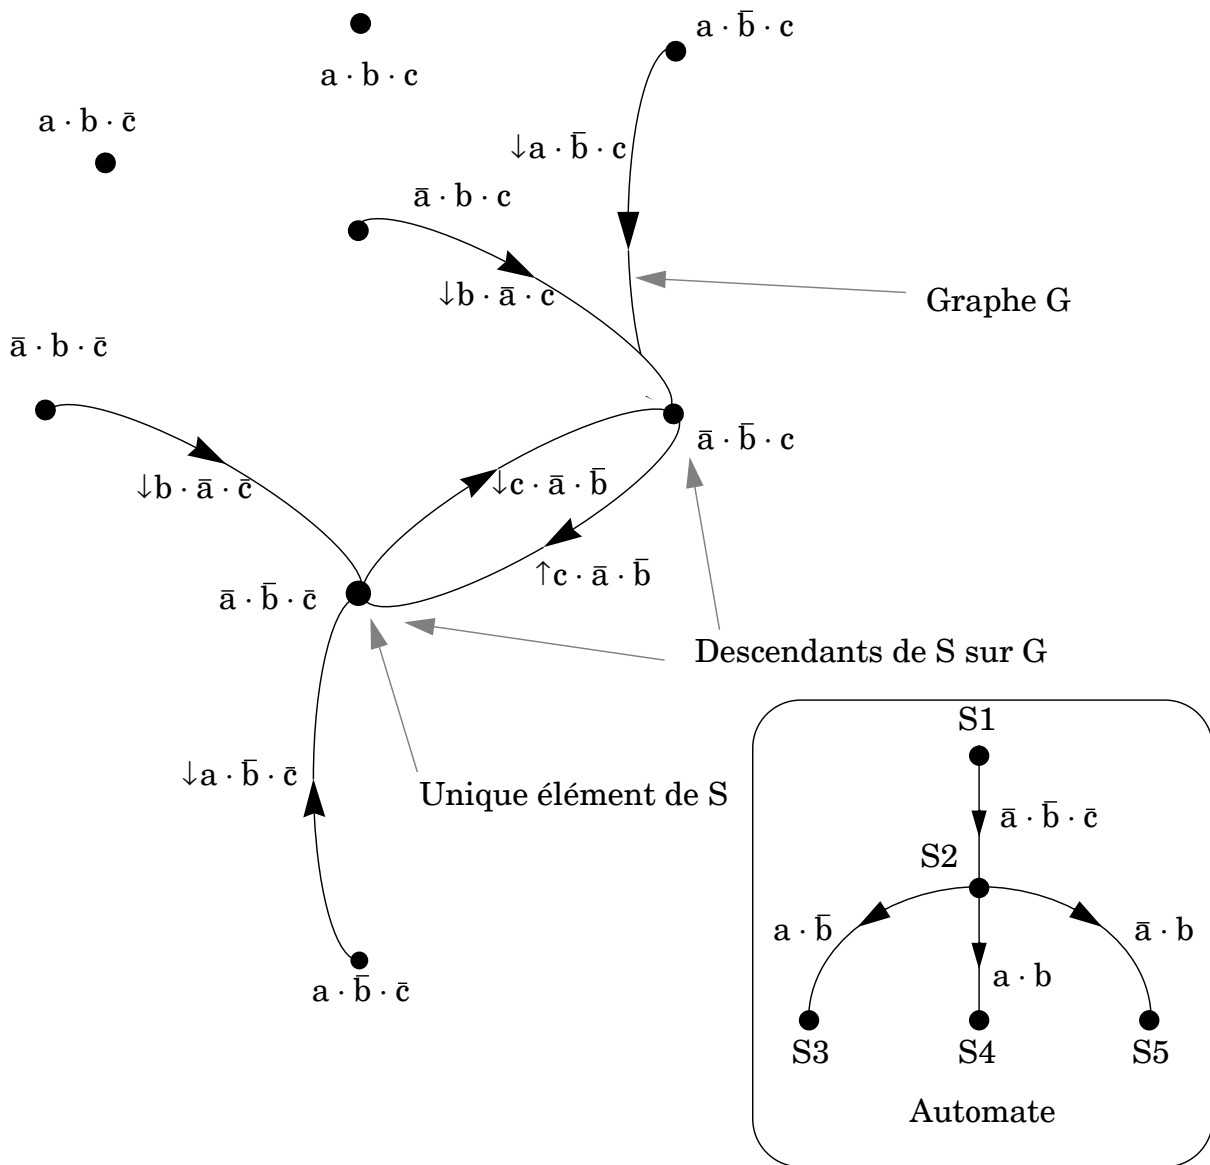 a · b̄ · c
a · b · c
a · b · c̄
↓a · b̄ · c
ā · b · c
↓b · ā · c
Graphe G
ā · b · c̄
ā · b̄ · c
↓b · ā · c̄
↓c · ā · b̄
↑c · ā · b̄
ā · b̄ · c̄
Descendants de S sur G
↓a · b̄ · c̄
Unique élément de S
a · b̄ · c̄
S1
ā · b̄ · c̄
S2
a · b̄
ā · b
a · b
S3
S4
S5
Automate